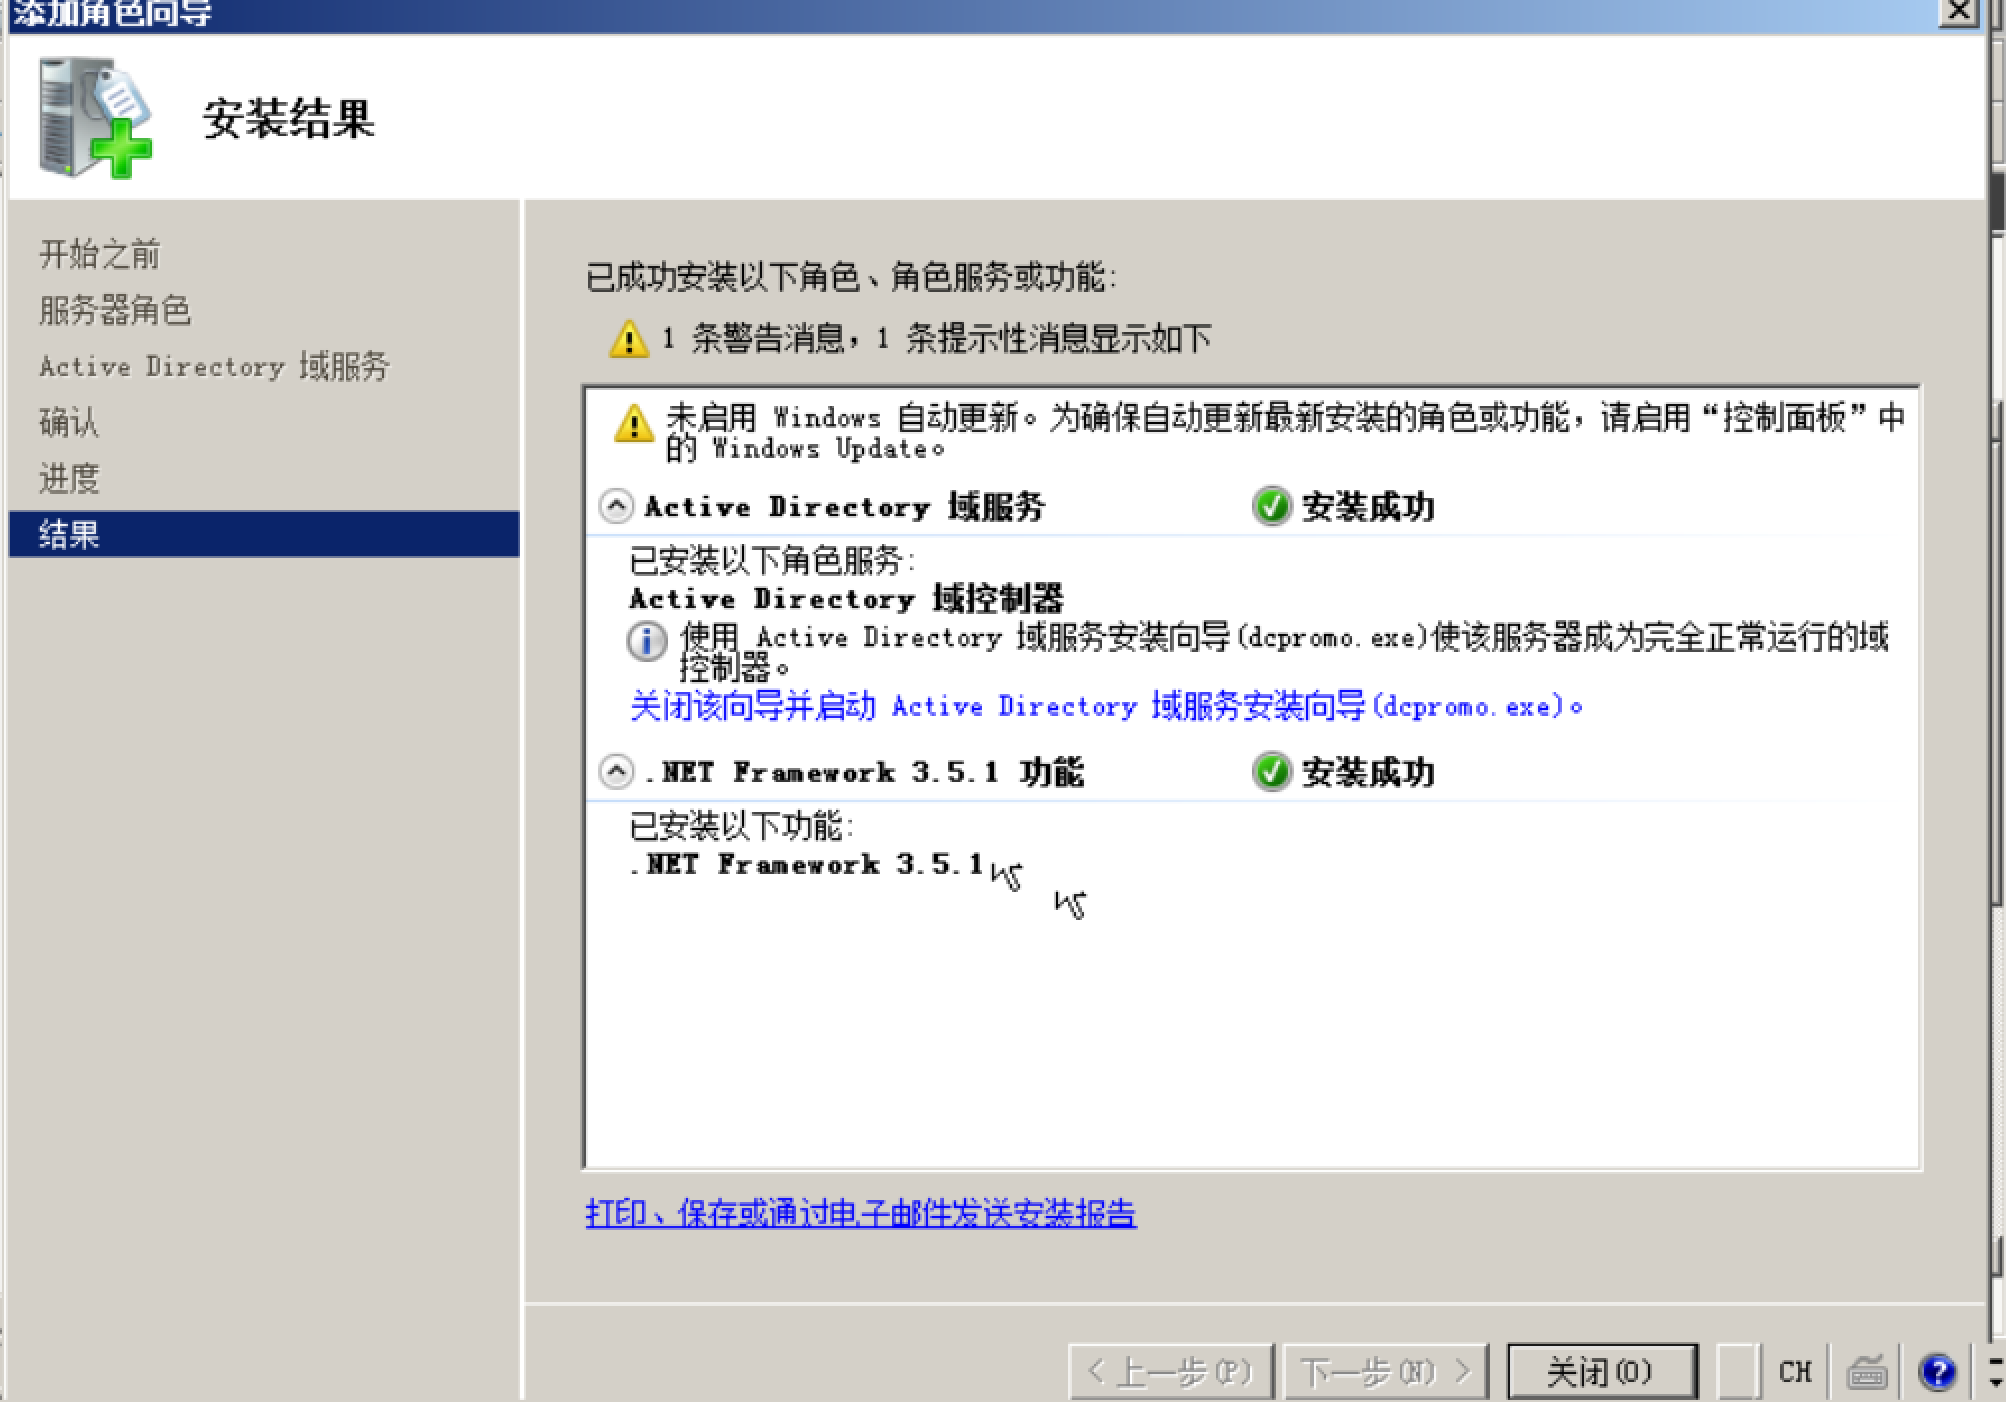 添加角色向导
安装结果
开始之前
服务器角色
Active Directory 域服务
确认
进度
结果
已成功安装以下角色、角色服务或功能:
1 条警告消息，1 条提示性消息显示如下
未启用 Windows 自动更新。为确保自动更新最新安装的角色或功能，请启用“控制面板”中
的 Windows Update。
Active Directory 域服务 安装成功
已安装以下角色服务:
Active Directory 域控制器
使用 Active Directory 域服务安装向导(dcpromo.exe)使该服务器成为完全正常运行的域
控制器。
关闭该向导并启动 Active Directory 域服务安装向导(dcpromo.exe)。
.NET Framework 3.5.1 功能 安装成功
已安装以下功能:
.NET Framework 3.5.1
打印、保存或通过电子邮件发送安装报告
< 上一步(P) 下一步(N) > 关闭(O) CH